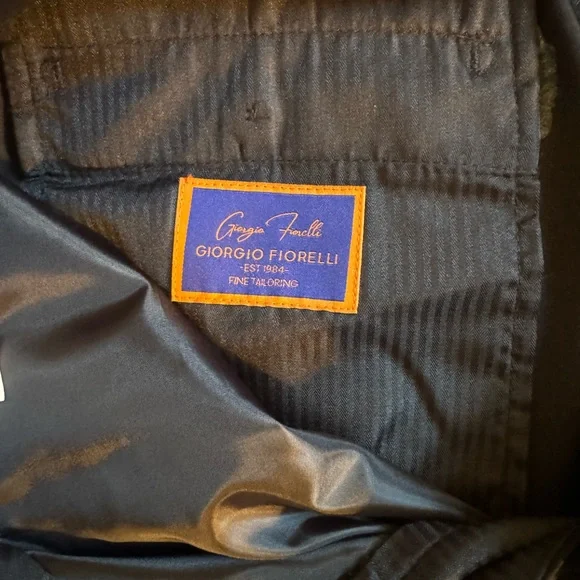 Giorgio Fiorelli
GIORGIO FIORELLI
-EST 1984-
FINE TAILORING